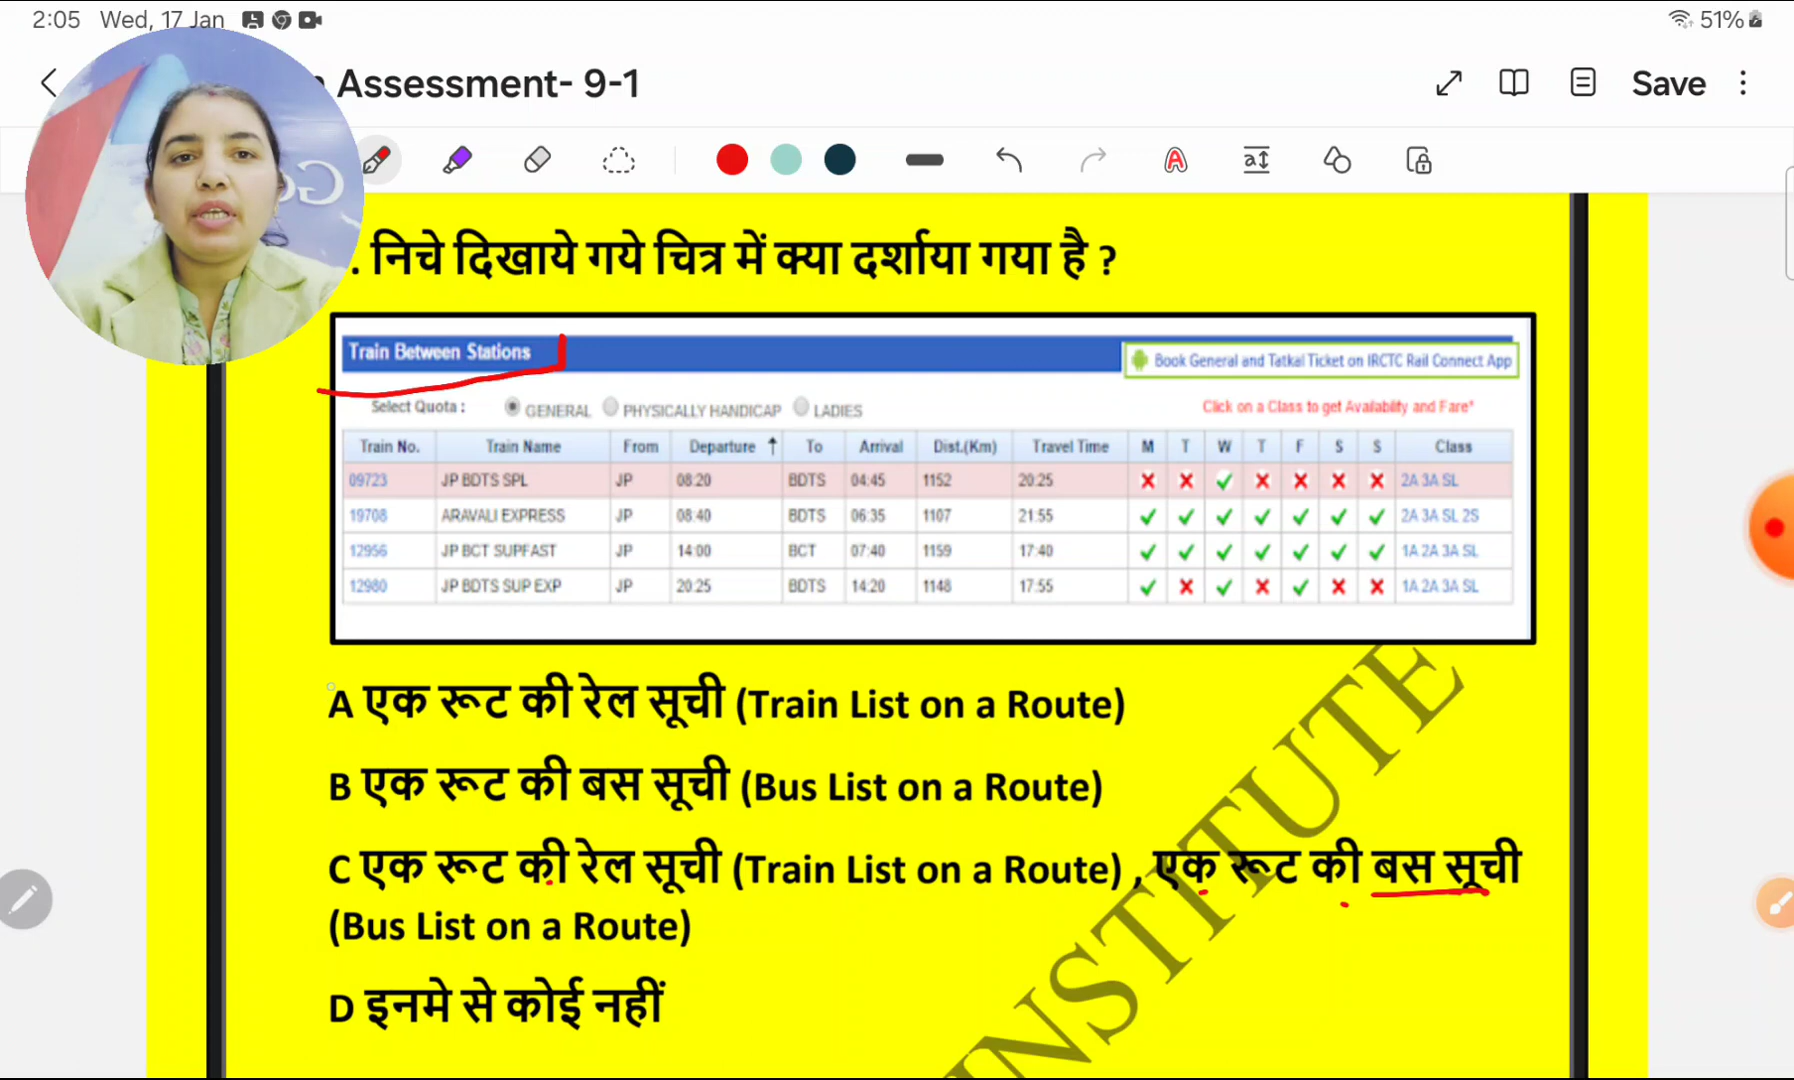 2:05 Wed, 17 Jan 51%
Assessment- 9-1 Save
. निचे दिखाये गये चित्र में क्या दर्शाया गया है ?
Train Between Stations
Book General and Tatkal Ticket on IRCTC Rail Connect App
Select Quota : GENERAL PHYSICALLY HANDICAP LADIES Click on a Class to get Availability and Fare*
Train No. Train Name From Departure To Arrival Dist.(Km) Travel Time M T W T F S S Class
09723 JP BDTS SPL JP 08:20 BDTS 04:45 1152 20:25 2A 3A SL
19708 ARAVALI EXPRESS JP 08:40 BDTS 06:35 1107 21:55 2A 3A SL 2S
12956 JP BCT SUPFAST JP 14:00 BCT 07:40 1159 17:40 1A 2A 3A SL
12980 JP BDTS SUP EXP JP 20:25 BDTS 14:20 1148 17:55 1A 2A 3A SL
A एक रूट की रेल सूची (Train List on a Route)
B एक रूट की बस सूची (Bus List on a Route)
C एक रूट की रेल सूची (Train List on a Route) , एक रूट की बस सूची
(Bus List on a Route)
D इनमे से कोई नहीं
INSTITUTE